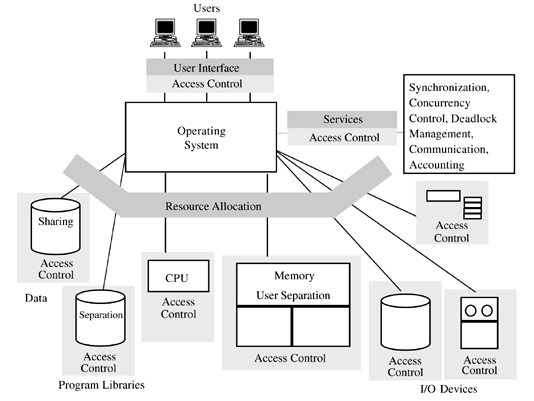 Users
User Interface
Access Control
Operating
System
Services
Access Control
Synchronization,
Concurrency
Control, Deadlock
Management,
Communication,
Accounting
Resource Allocation
Sharing
Access
Control
Data
Separation
Access
Control
Program Libraries
CPU
Access
Control
Memory
User Separation
Access Control
Access
Control
Access
Control
Access
Control
I/O Devices